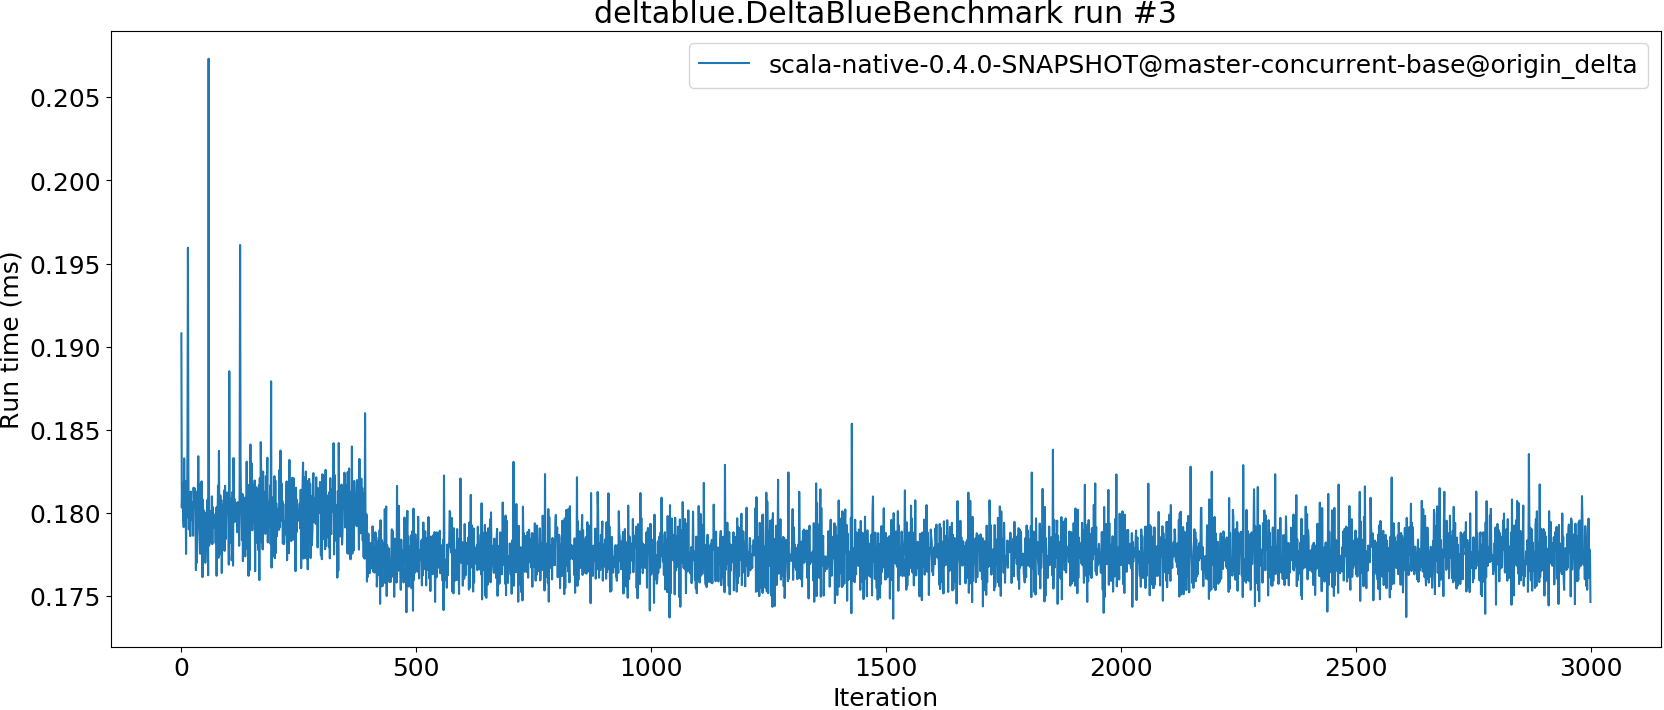 deltablue.DeltaBlueBenchmark run #3
scala-native-0.4.0-SNAPSHOT@master-concurrent-base@origin_delta
Run time (ms)
0.205
0.200
0.195
0.190
0.185
0.180
0.175
0 500 1000 1500 2000 2500 3000
Iteration